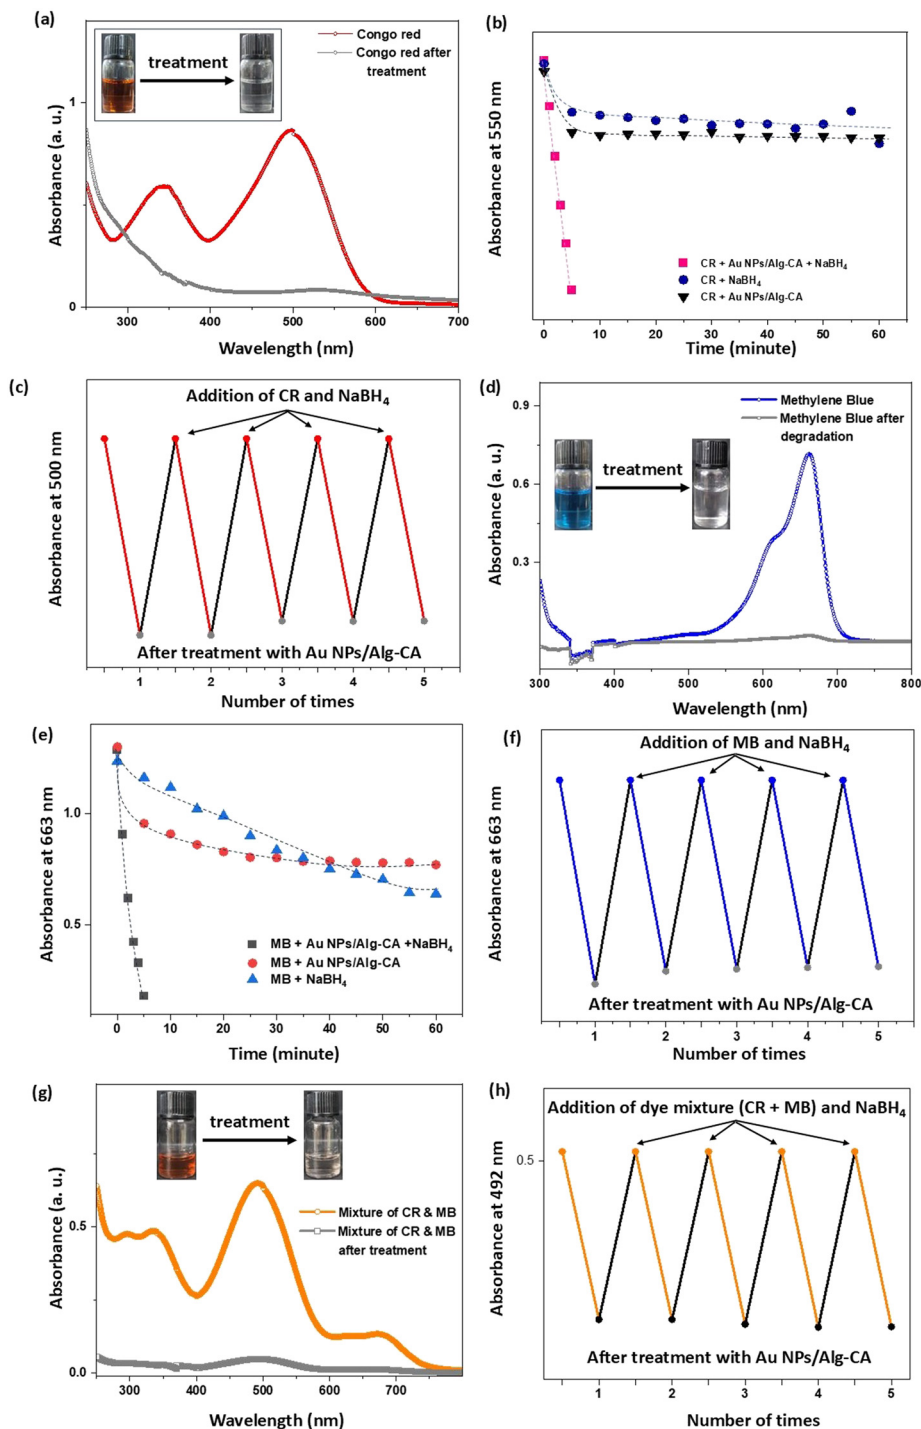 (a)
treatment
Congo red
Congo red after
treatment
Absorbance (a. u.)
1
0
300 400 500 600 700
Wavelength (nm)
(b)
Absorbance at 550 nm
CR + Au NPs/Alg-CA + NaBH₄
CR + NaBH₄
CR + Au NPs/Alg-CA
0 10 20 30 40 50 60
Time (minute)
(c)
Addition of CR and NaBH₄
Absorbance at 500 nm
After treatment with Au NPs/Alg-CA
1 2 3 4 5
Number of times
(d)
Methylene Blue
Methylene Blue after
degradation
treatment
Absorbance (a. u.)
0.9
0.6
0.3
300 400 500 600 700 800
Wavelength (nm)
(e)
Absorbance at 663 nm
1.0
0.5
MB + Au NPs/Alg-CA +NaBH₄
MB + Au NPs/Alg-CA
MB + NaBH₄
0 10 20 30 40 50 60
Time (minute)
(f)
Addition of MB and NaBH₄
Absorbance at 663 nm
After treatment with Au NPs/Alg-CA
1 2 3 4 5
Number of times
(g)
treatment
Mixture of CR & MB
Mixture of CR & MB
after treatment
Absorbance (a. u.)
0.5
0.0
300 400 500 600 700
Wavelength (nm)
(h)
Addition of dye mixture (CR + MB) and NaBH₄
Absorbance at 492 nm
0.5
After treatment with Au NPs/Alg-CA
1 2 3 4 5
Number of times